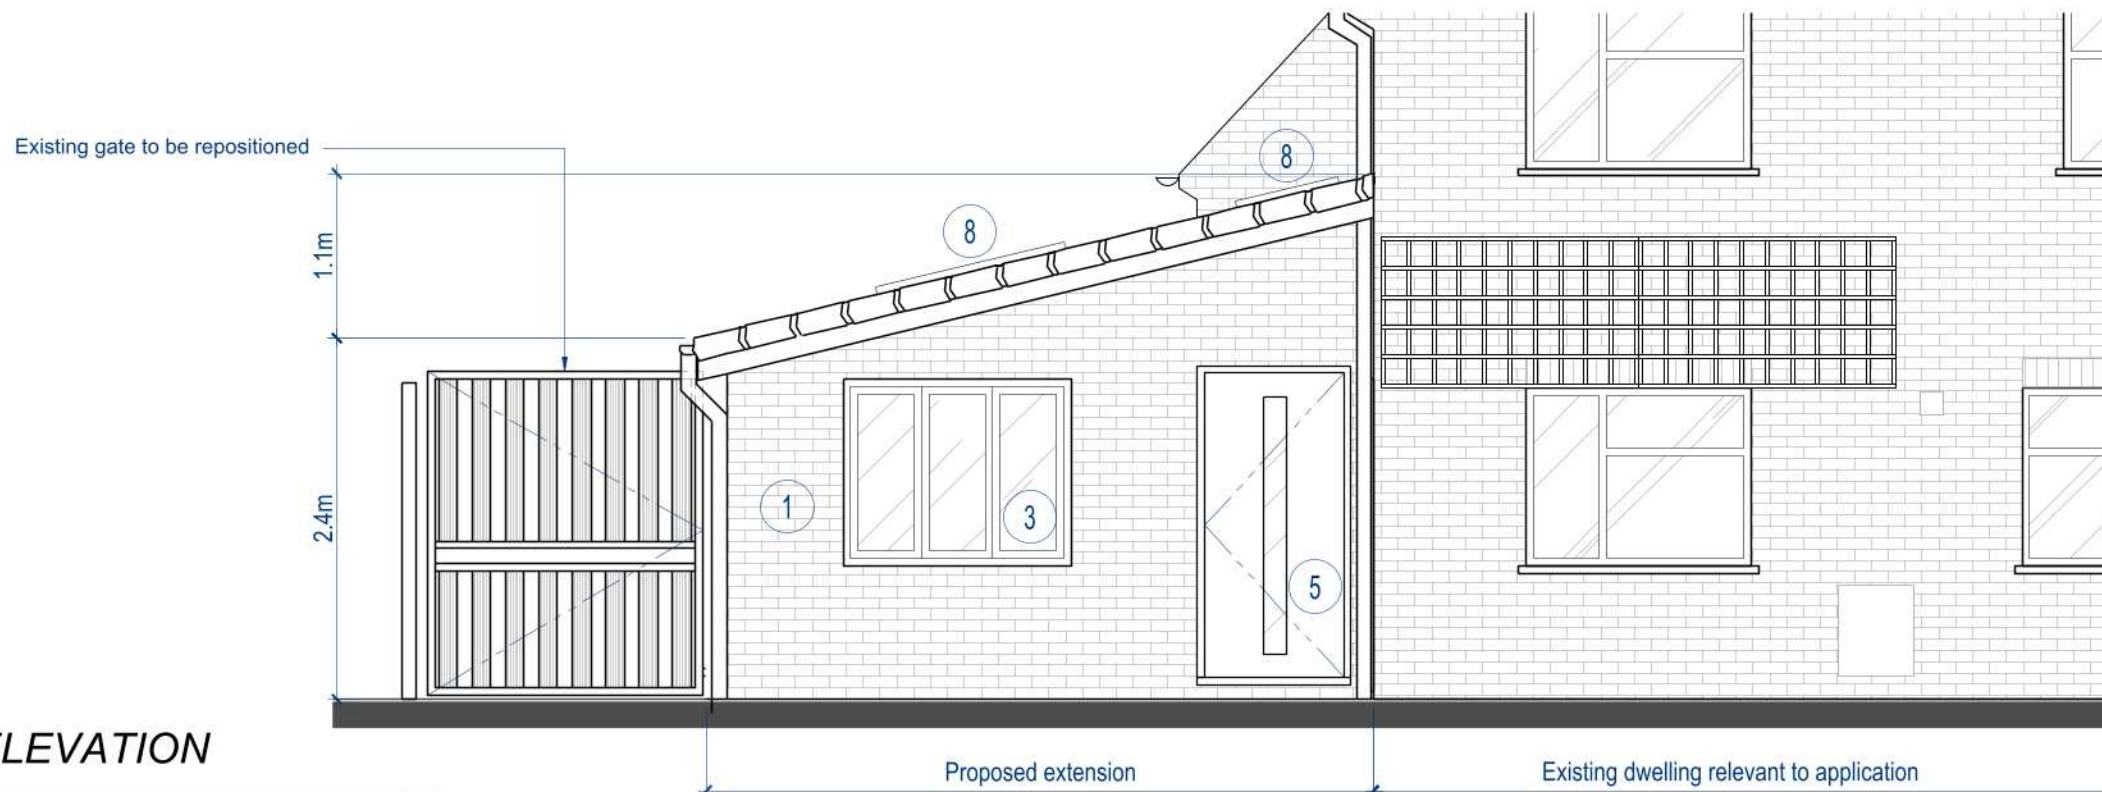 Existing gate to be repositioned
8
8
1.1m
2.4m
1
3
5
Proposed extension
Existing dwelling relevant to application